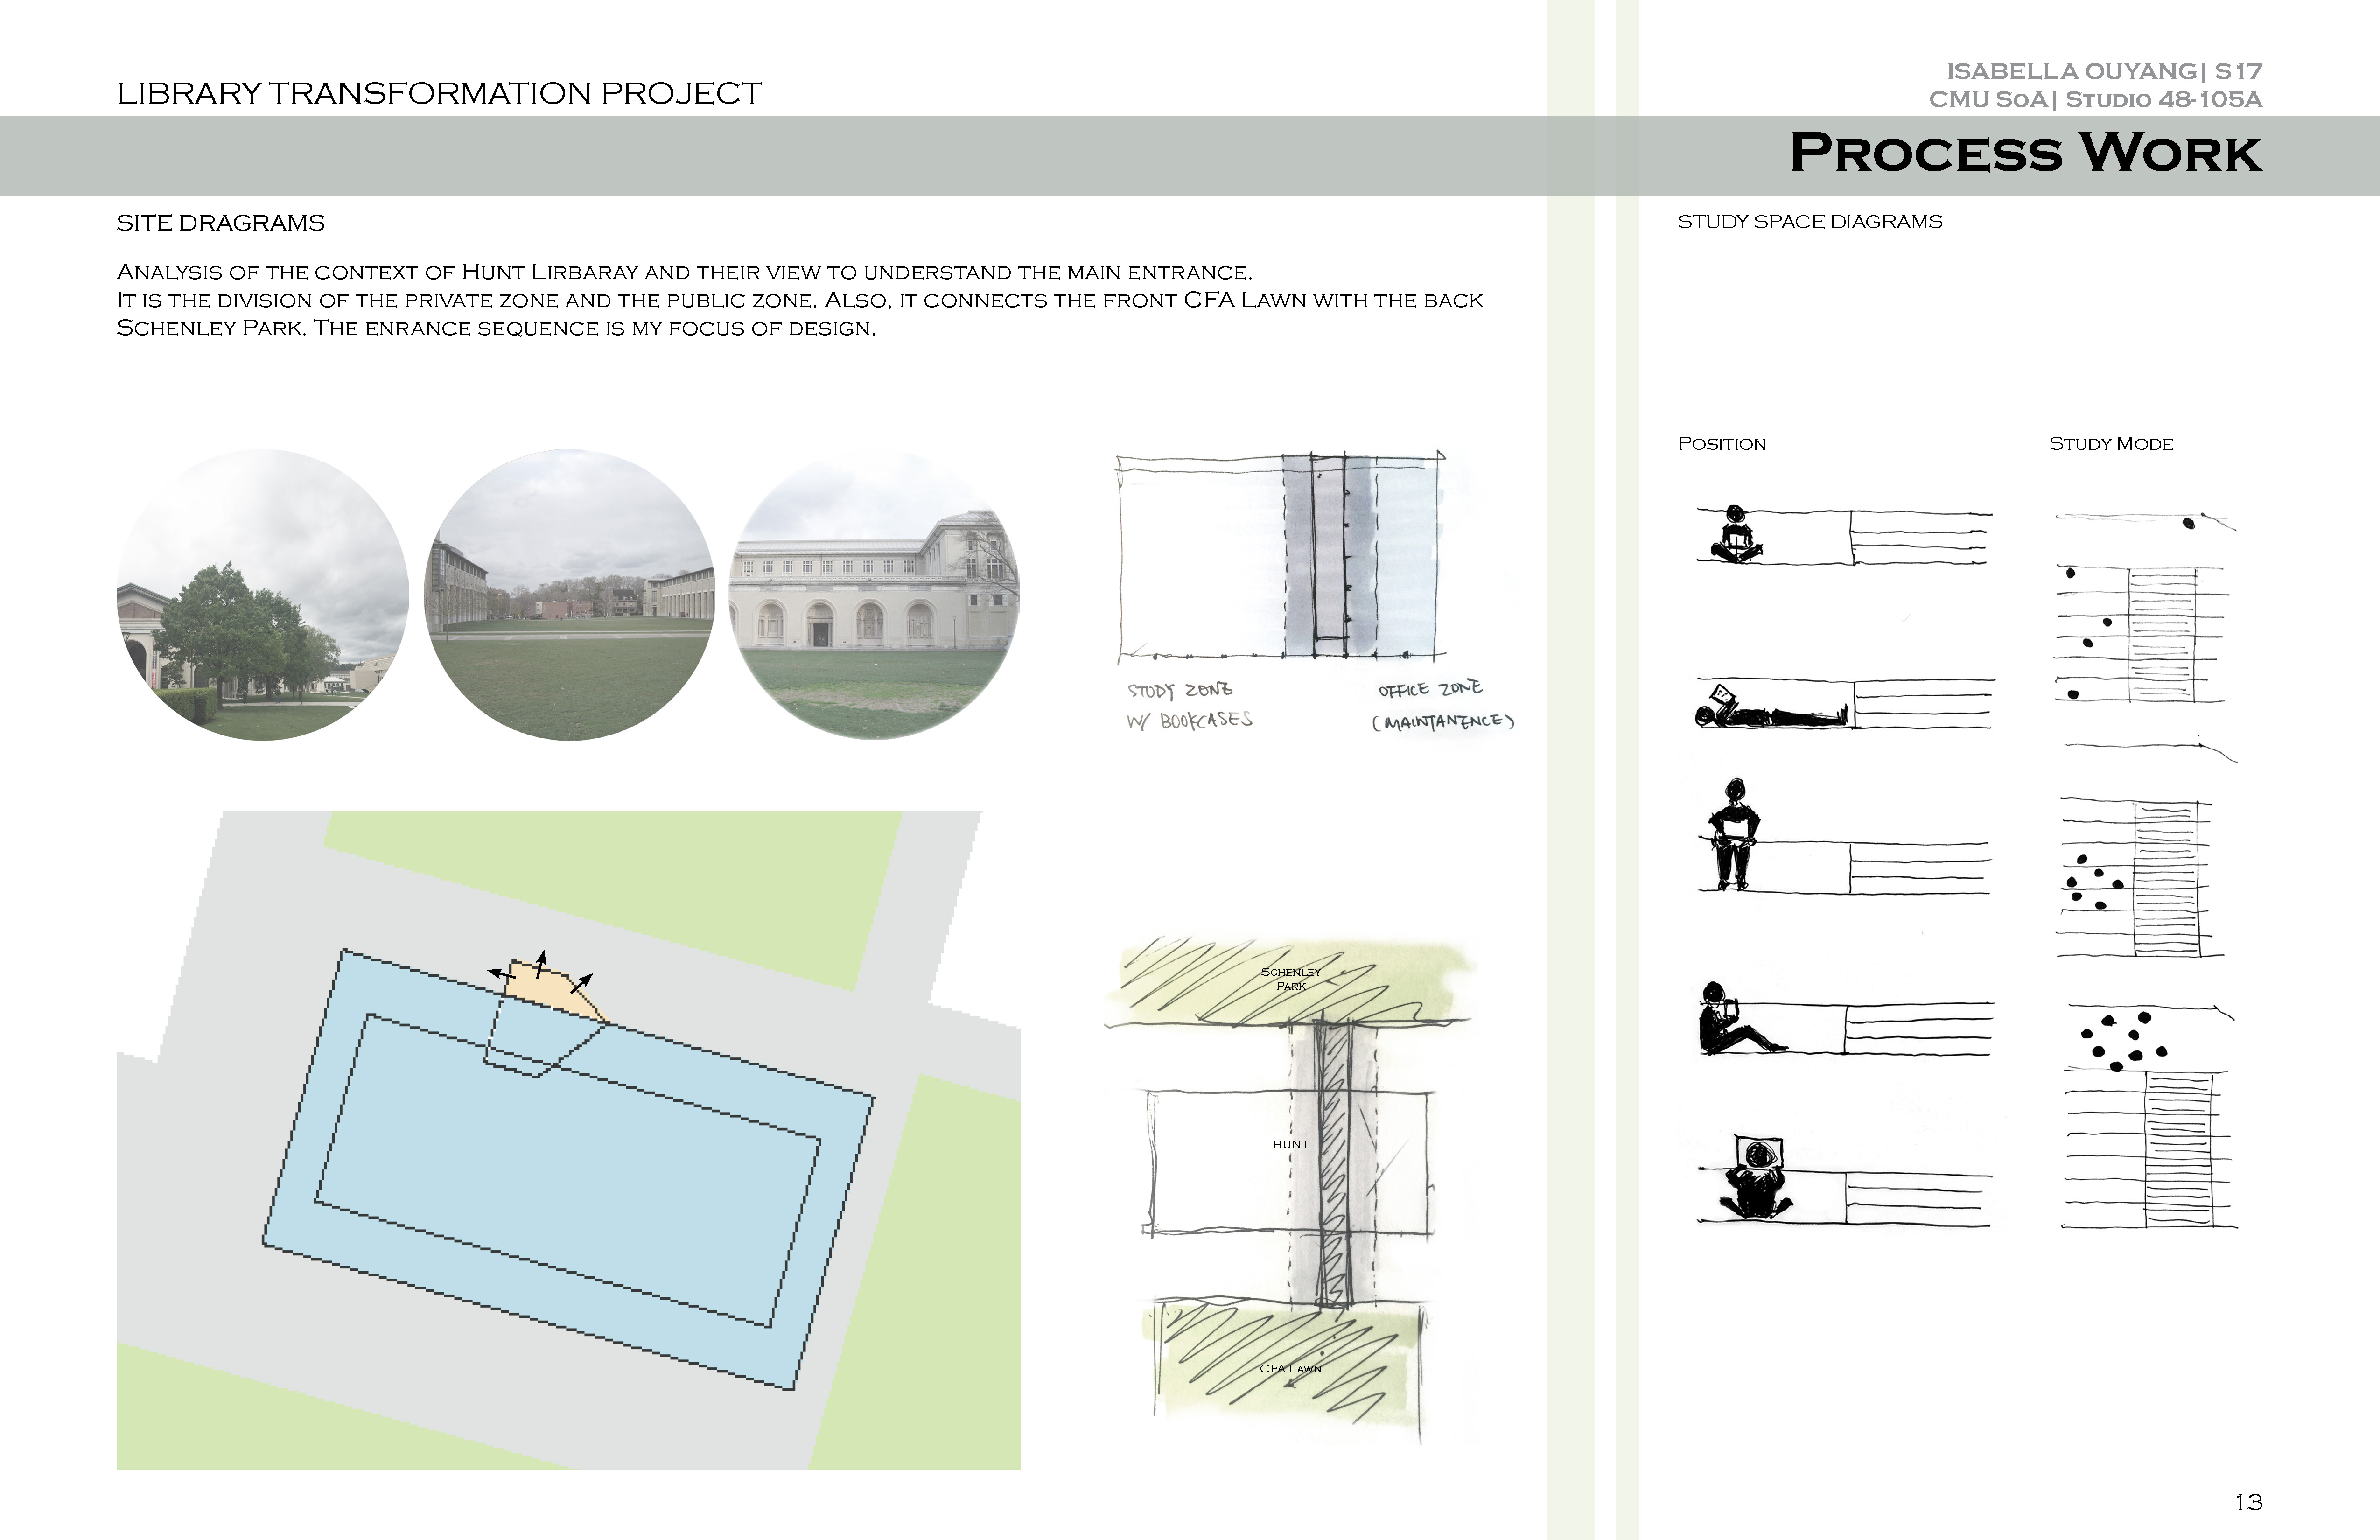 LIBRARY TRANSFORMATION PROJECT
ISABELLA OUYANG| S17
CMU SoA| Studio 48-105A
Process Work
SITE DRAGRAMS
Analysis of the context of Hunt Lirbaray and their view to understand the main entrance.
It is the division of the private zone and the public zone. Also, it connects the front CFA Lawn with the back
Schenley Park. The enrance sequence is my focus of design.
STUDY ZONE
W/ BOOKCASES
OFFICE ZONE
(MAINTANENCE)
Schenley
Park
HUNT
CFA Lawn
STUDY SPACE DIAGRAMS
Position
Study Mode
13